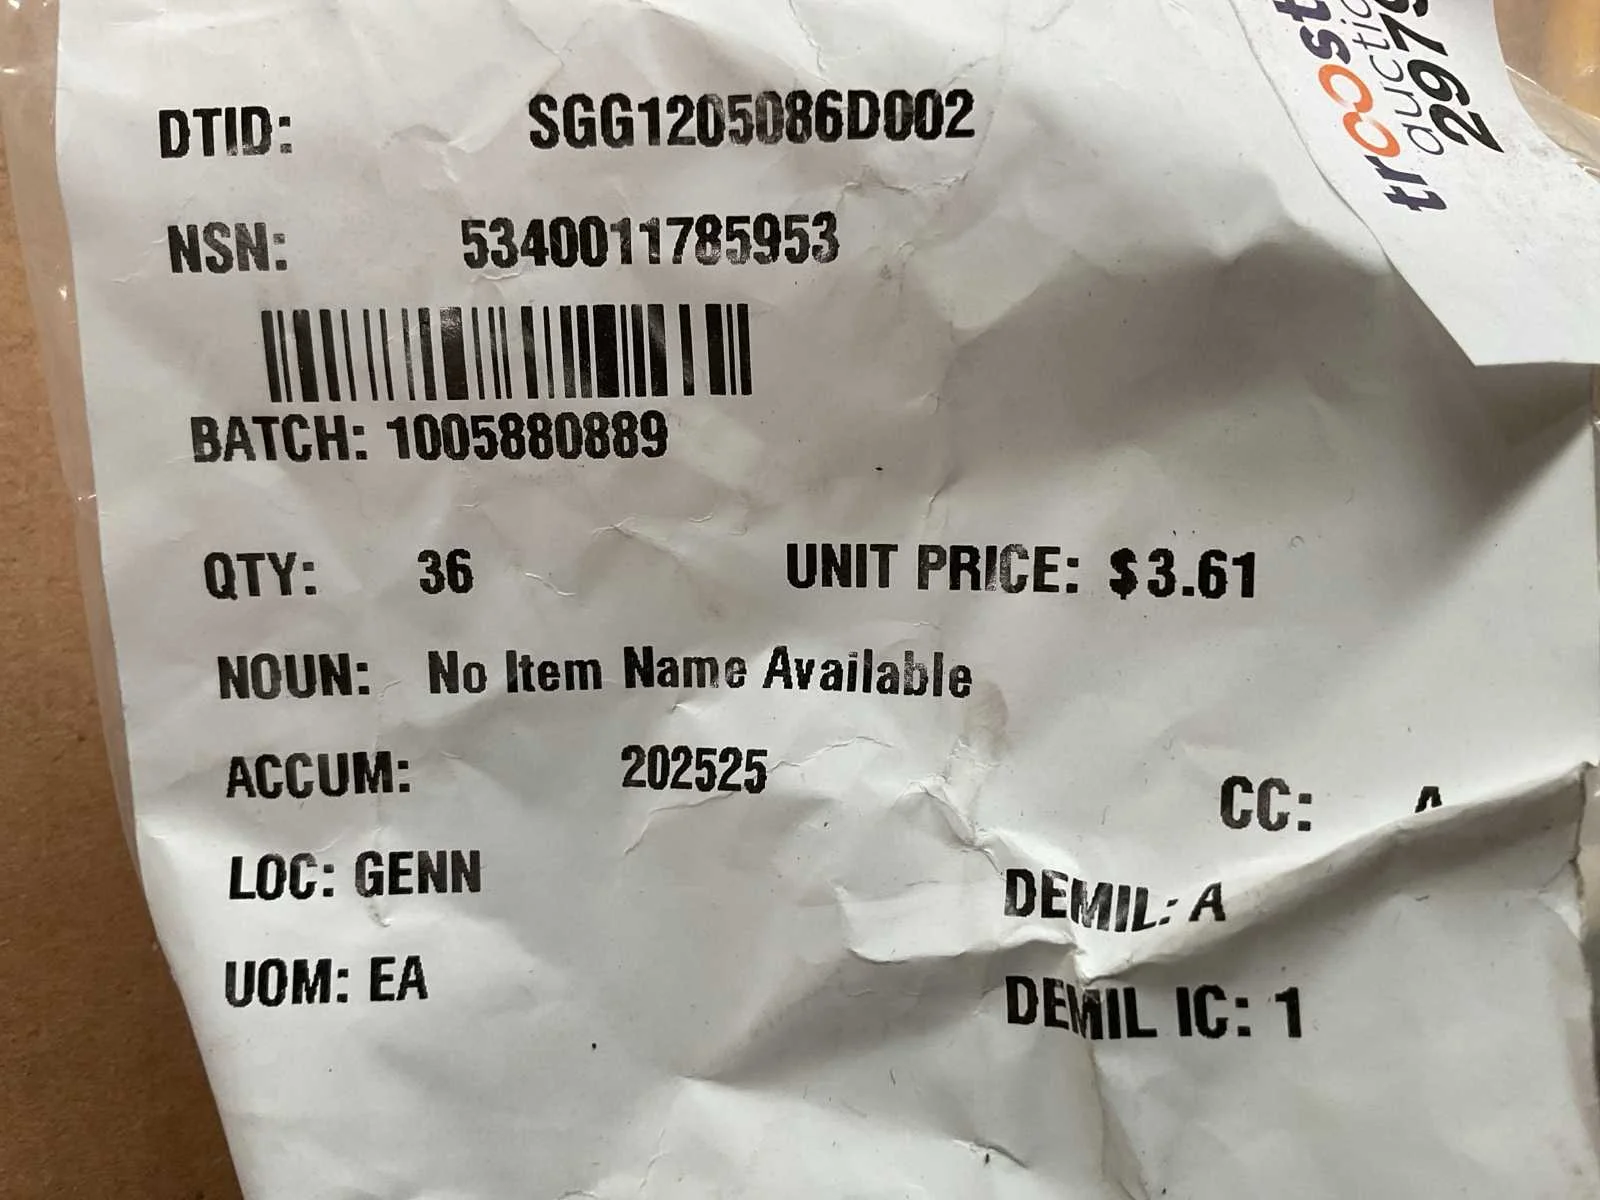 DTID: SGG1205086D002
NSN: 5340011785953
BATCH: 1005880889
QTY: 36 UNIT PRICE: $3.61
NOUN: No Item Name Available
ACCUM: 202525
CC: A
LOC: GENN
DEMIL: A
UOM: EA
DEMIL IC: 1